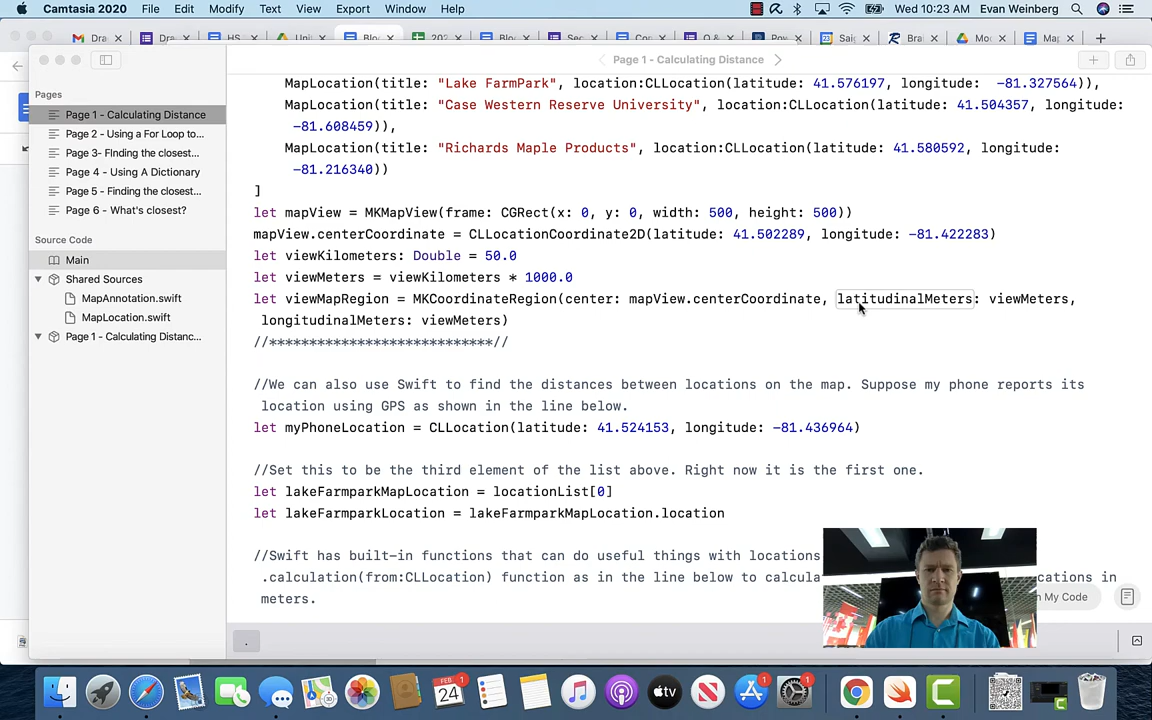 Camtasia 2020 File Edit Modify Text View Share Export Window Help Wed 10:23 AM Evan Weinberg
Page 1 - Calculating Distance
Pages
Page 1 - Calculating Distance
Page 2 - Using a For Loop to...
Page 3- FInding the closest...
Page 4 - Using A Dictionary
Page 5 - Finding the closest...
Page 6 - What's closest?
Source Code
Main
Shared Sources
MapAnnotation.swift
MapLocation.swift
Page 1 - Calculating Distanc...
MapLocation(title: "Lake FarmPark", location:CLLocation(latitude: 41.576197, longitude: -81.327564)),
MapLocation(title: "Case Western Reserve University", location:CLLocation(latitude: 41.504357, longitude:
-81.608459)),
MapLocation(title: "Richards Maple Products", location:CLLocation(latitude: 41.580592, longitude:
-81.216340))
]
let mapView = MKMapView(frame: CGRect(x: 0, y: 0, width: 500, height: 500))
mapView.centerCoordinate = CLLocationCoordinate2D(latitude: 41.502289, longitude: -81.422283)
let viewKilometers: Double = 50.0
let viewMeters = viewKilometers * 1000.0
let viewMapRegion = MKCoordinateRegion(center: mapView.centerCoordinate, latitudinalMeters: viewMeters,
longitudinalMeters: viewMeters)
//****************************//
//We can also use Swift to find the distances between locations on the map. Suppose my phone reports its
location using GPS as shown in the line below.
let myPhoneLocation = CLLocation(latitude: 41.524153, longitude: -81.436964)
//Set this to be the third element of the list above. Right now it is the first one.
let lakeFarmparkMapLocation = locationList[0]
let lakeFarmparkLocation = lakeFarmparkMapLocation.location
//Swift has built-in functions that can do useful things with locations
.calculation(from:CLLocation) function as in the line below to calcula cations in
meters.
My Code